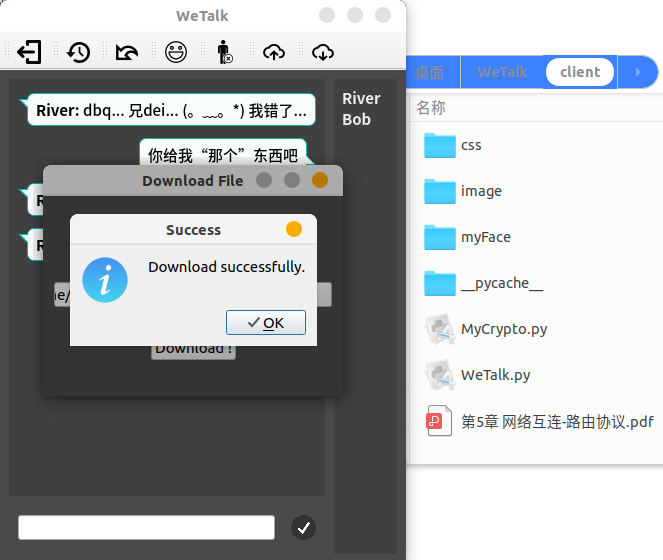 WeTalk
River: dbq... 兄dei... (。﹏。*) 我错了...
你给我“那个”东西吧
River
Bob
Download File
Success
Download successfully.
OK
Download !
桌面
WeTalk
client
名称
css
image
myFace
__pycache__
MyCrypto.py
WeTalk.py
第5章 网络互连-路由协议.pdf